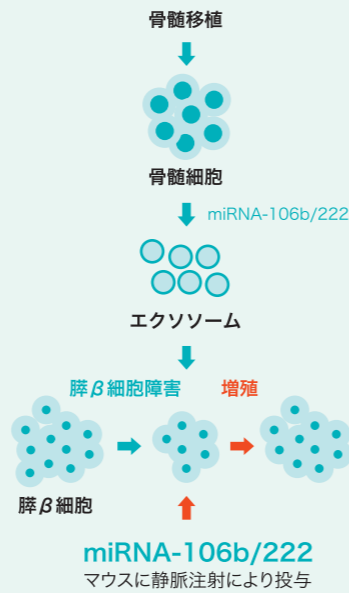 骨髄移植
骨髄細胞
miRNA-106b/222
エクソソーム
膵β細胞障害 増殖
膵β細胞
miRNA-106b/222
マウスに静脈注射により投与